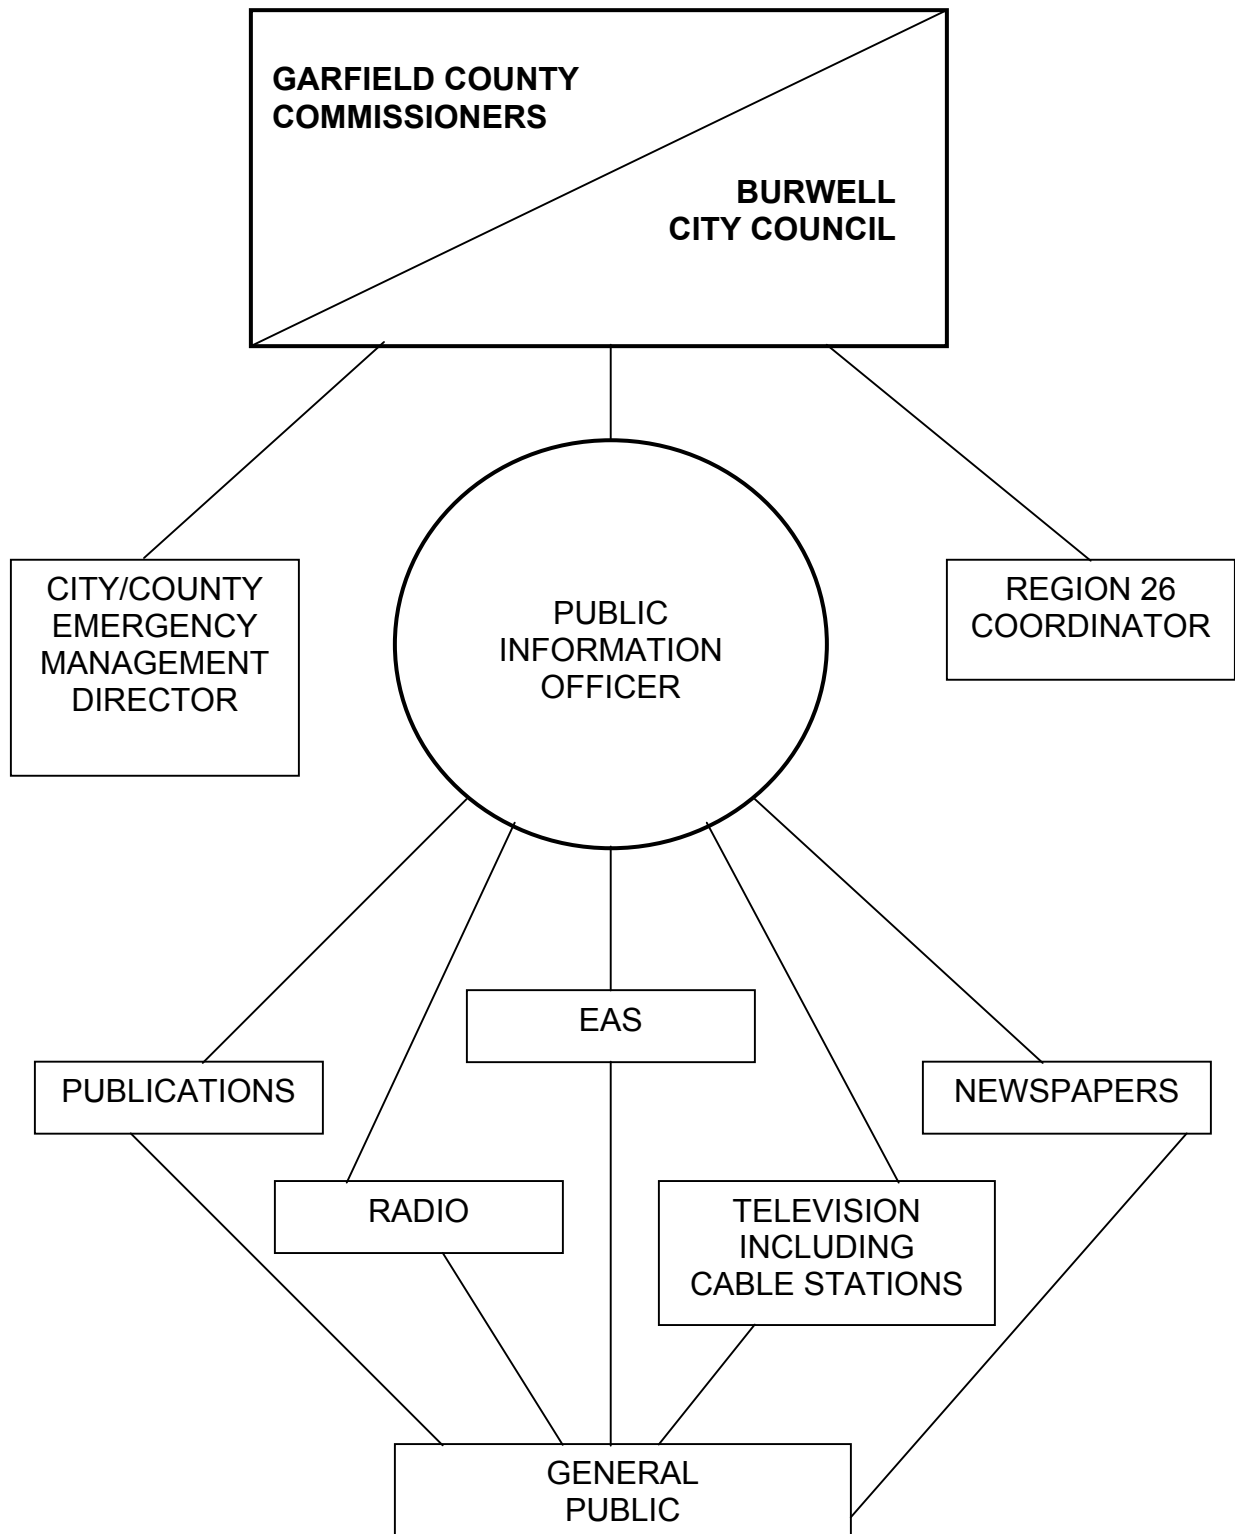 GARFIELD COUNTY
COMMISSIONERS
BURWELL
CITY COUNCIL
CITY/COUNTY
EMERGENCY
MANAGEMENT
DIRECTOR
PUBLIC
INFORMATION
OFFICER
REGION 26
COORDINATOR
EAS
PUBLICATIONS
NEWSPAPERS
RADIO
TELEVISION
INCLUDING
CABLE STATIONS
GENERAL
PUBLIC